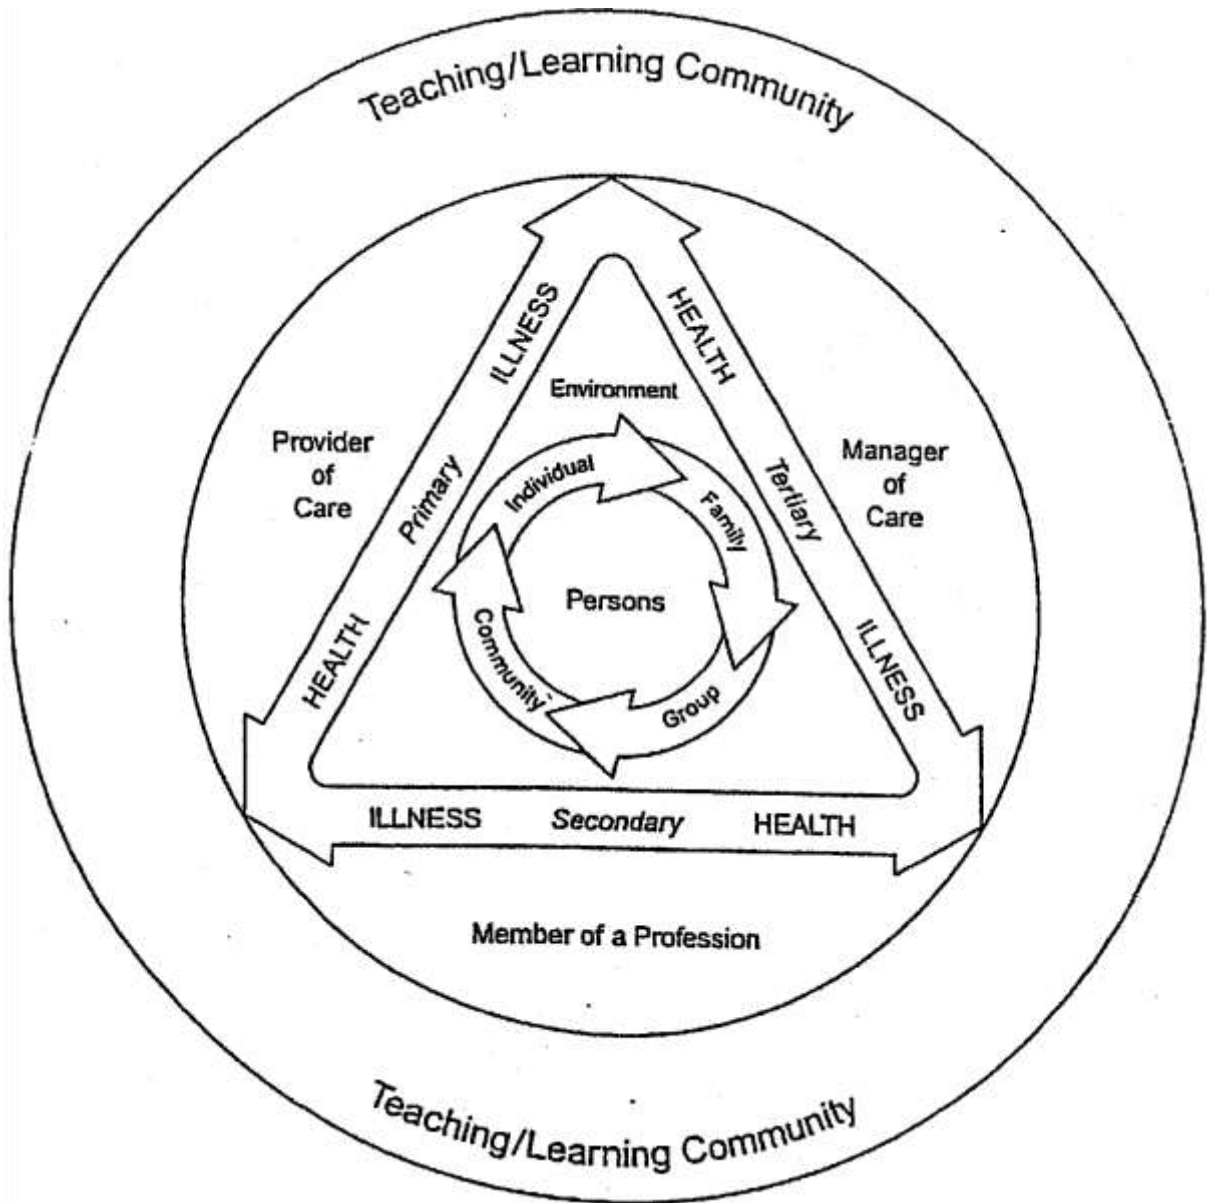 Teaching/Learning Community
ILLNESS
HEALTH
Environment
Provider
of
Care
Primary
Individual
Family
Tertiary
Manager
of
Care
Persons
HEALTH
Community
Group
ILLNESS
ILLNESS Secondary HEALTH
Member of a Profession
Teaching/Learning Community